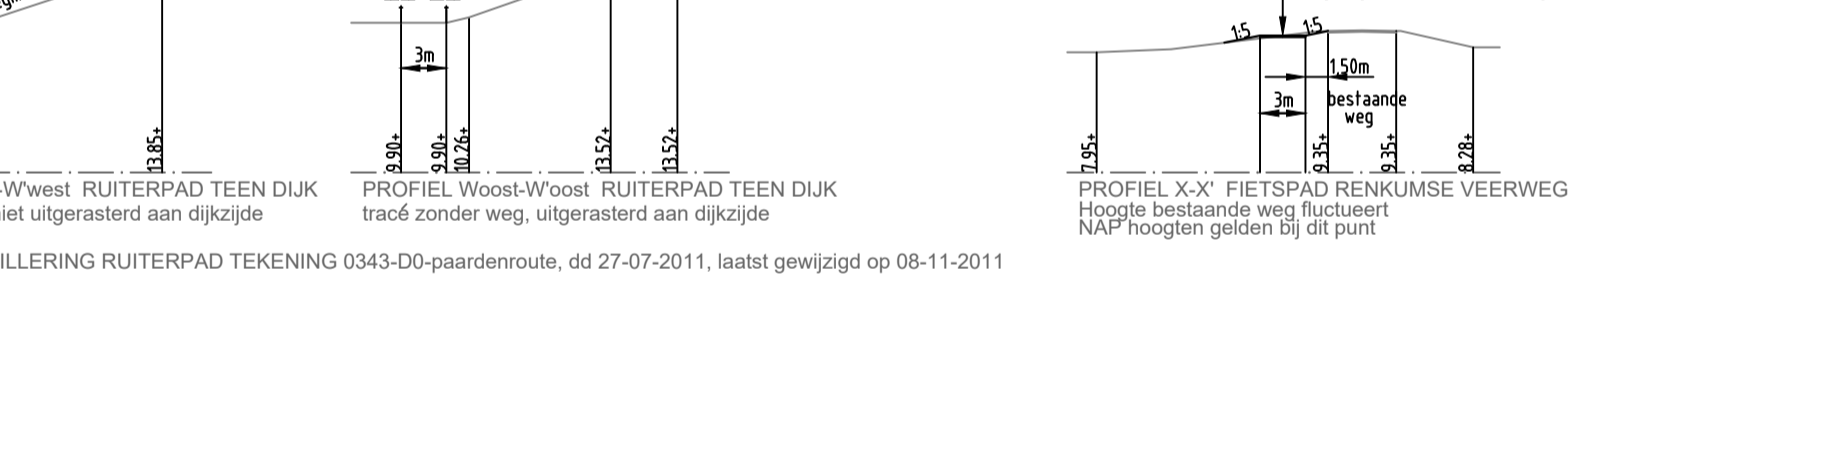 3m
9.90+
9.90+
10.26+
13.52+
13.52+
13.85+
1:5
1:5
1,50m
3m
bestaande
weg
7.95+
9.35+
9.35+
8.28+
-W'west RUITERPAD TEEN DIJK
iet uitgerasterd aan dijkzijde
PROFIEL Woost-W'oost RUITERPAD TEEN DIJK
tracé zonder weg, uitgerasterd aan dijkzijde
PROFIEL X-X' FIETSPAD RENKUMSE VEERWEG
Hoogte bestaande weg fluctueert
NAP hoogten gelden bij dit punt
ILLERING RUITERPAD TEKENING 0343-D0-paardenroute, dd 27-07-2011, laatst gewijzigd op 08-11-2011